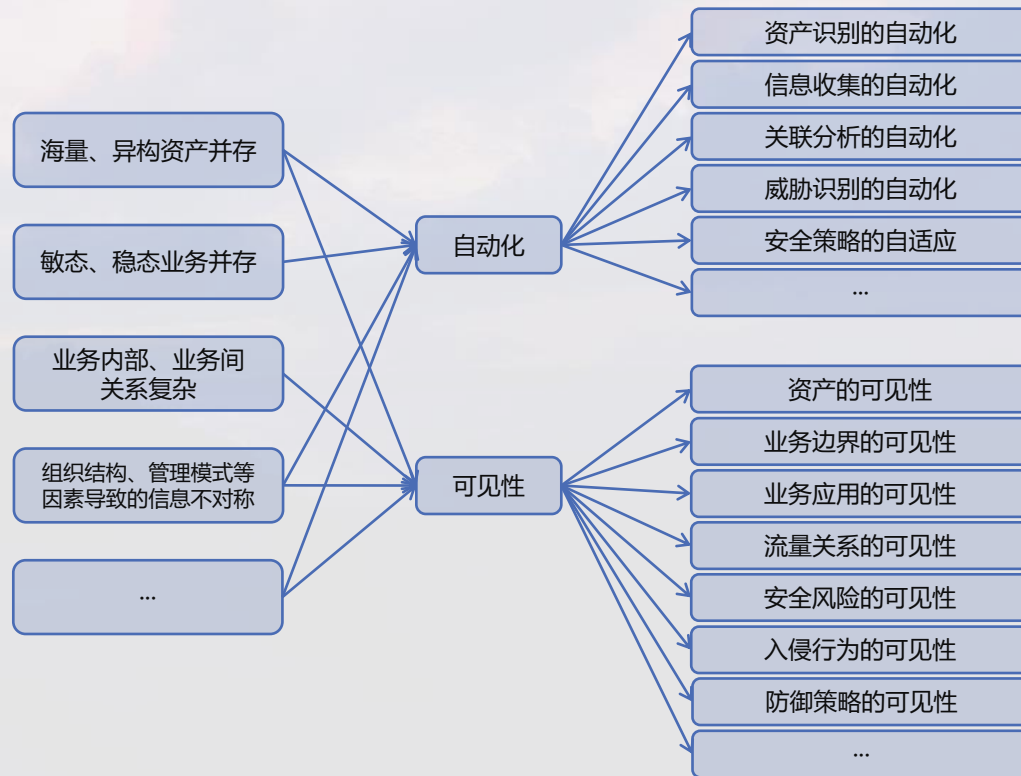 海量、异构资产并存
敏态、稳态业务并存
业务内部、业务间
关系复杂
组织结构、管理模式等
因素导致的信息不对称
...
自动化
可见性
资产识别的自动化
信息收集的自动化
关联分析的自动化
威胁识别的自动化
安全策略的自适应
...
资产的可见性
业务边界的可见性
业务应用的可见性
流量关系的可见性
安全风险的可见性
入侵行为的可见性
防御策略的可见性
...